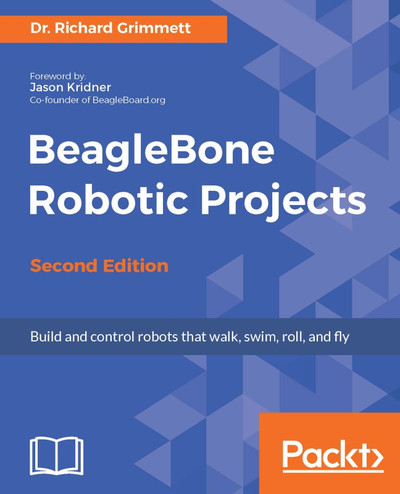 Dr. Richard Grimmett
Foreword by.
Jason Kridner
Co-founder of BeagleBoard.org
BeagleBone
Robotic Projects
Second Edition
Build and control robots that walk, swim, roll, and fly
Packt>